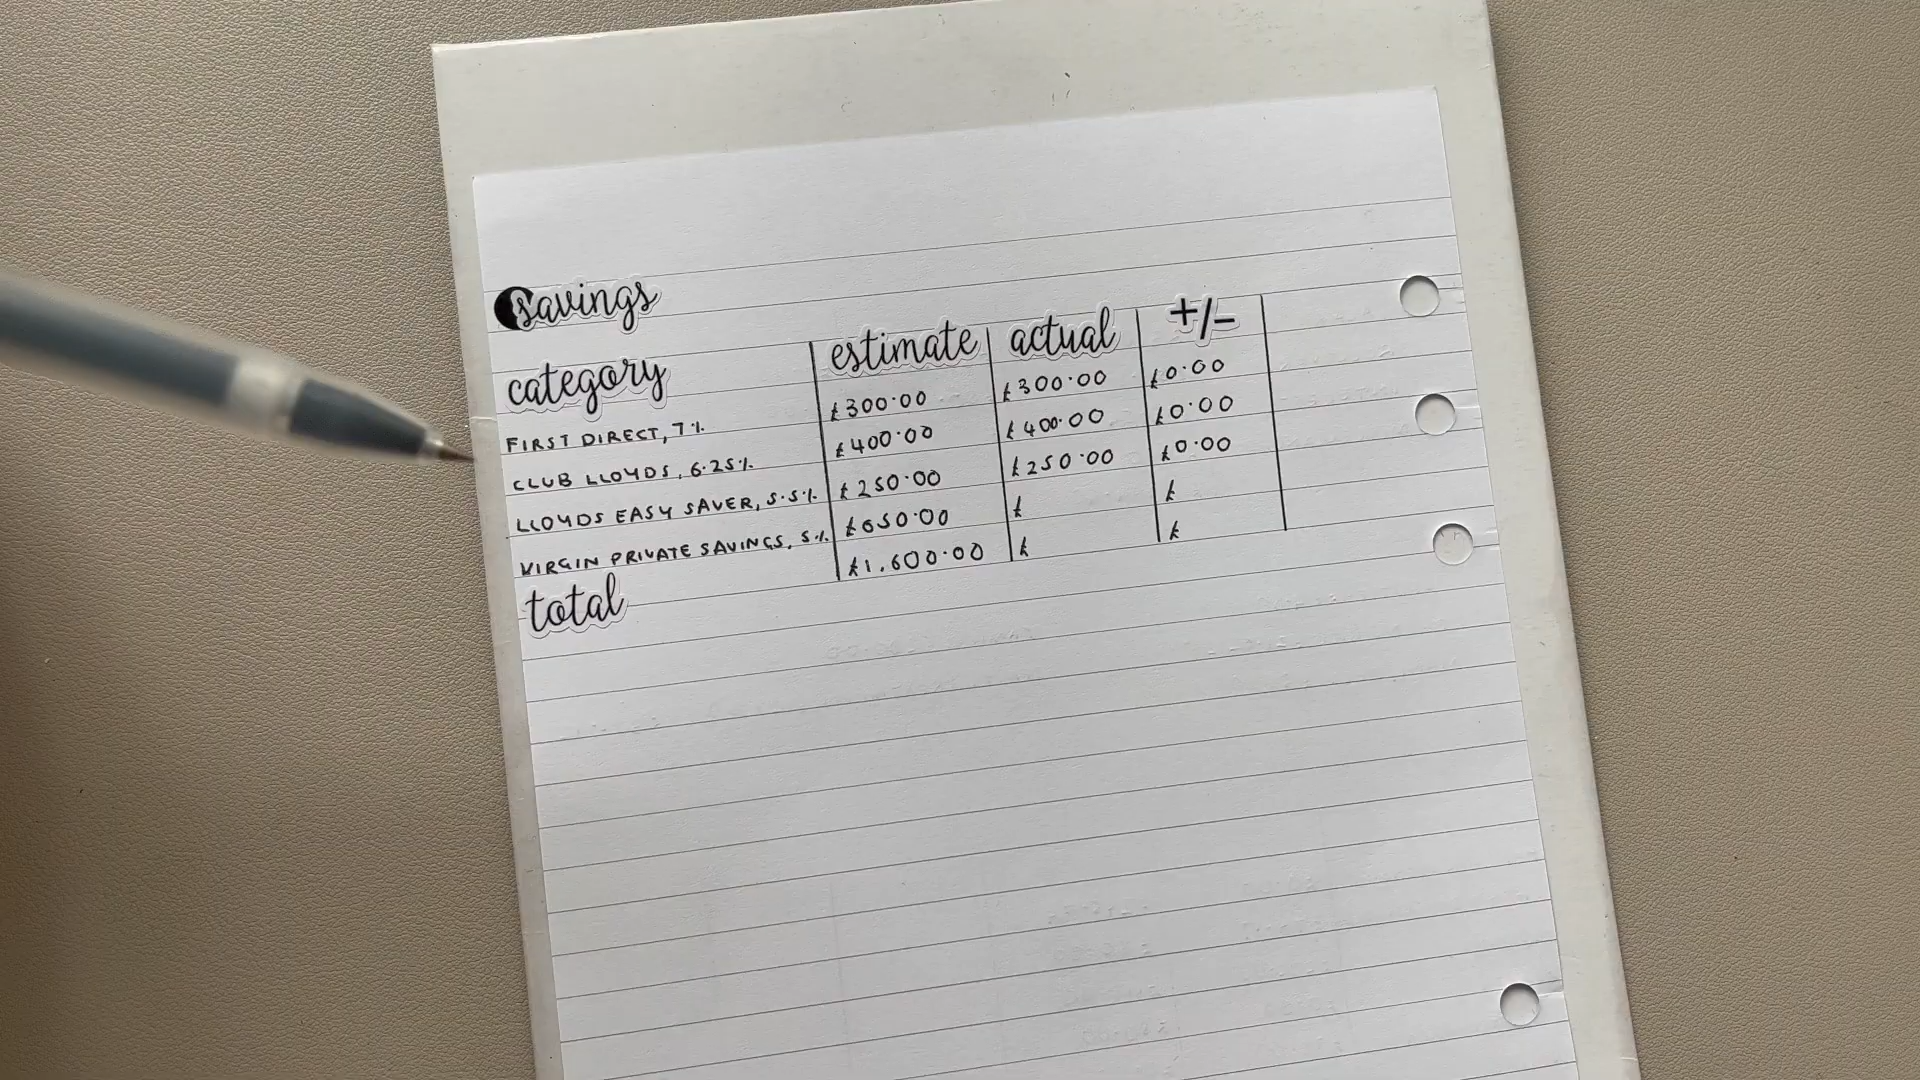 savings
category estimate actual +/-
FIRST DIRECT, 7% £300.00 £300.00 £0.00
CLUB LLOYDS, 6.25% £400.00 £400.00 £0.00
LLOYDS EASY SAVER, 5.5% £250.00 £250.00 £0.00
VIRGIN PRIVATE SAVINGS, 5% £650.00 £ £
total £1,600.00 £ £